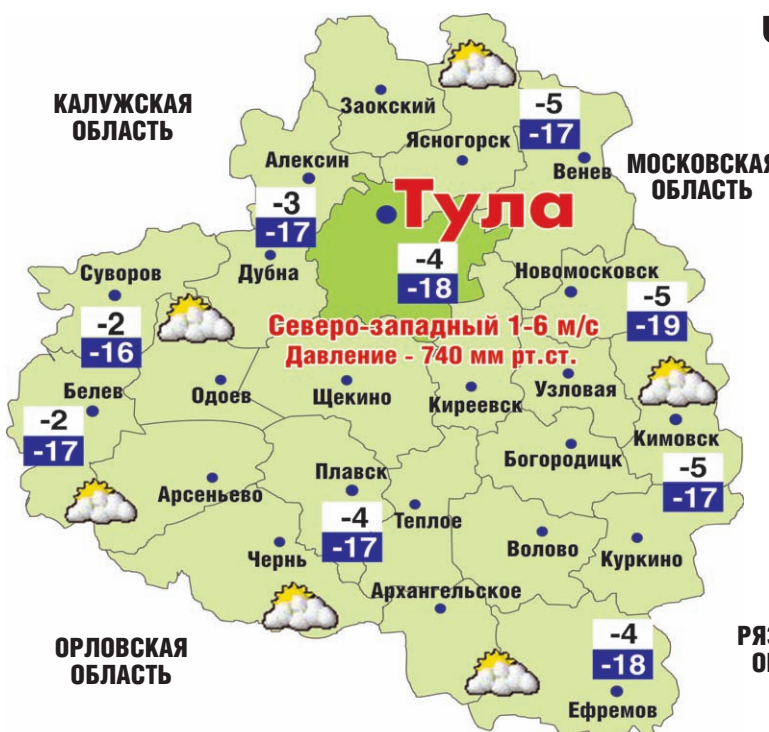 КАЛУЖСКАЯ
ОБЛАСТЬ
Заокский
-5
-17
Ясногорск
Венев
МОСКОВСКАЯ
ОБЛАСТЬ
Алексин
-3
-17
Тула
Дубна
-4
-18
Суворов
Новомосковск
-2
-16
-5
-19
Северо-западный 1-6 м/с
Давление - 740 мм рт.ст.
Белев
Одоев
Щекино
Киреевск
Узловая
-2
-17
Кимовск
Богородицк
-5
-17
Арсеньево
Плавск
-4
-17
Теплое
Чернь
Волово
Куркино
Архангельское
ОРЛОВСКАЯ
ОБЛАСТЬ
-4
-18
Ефремов